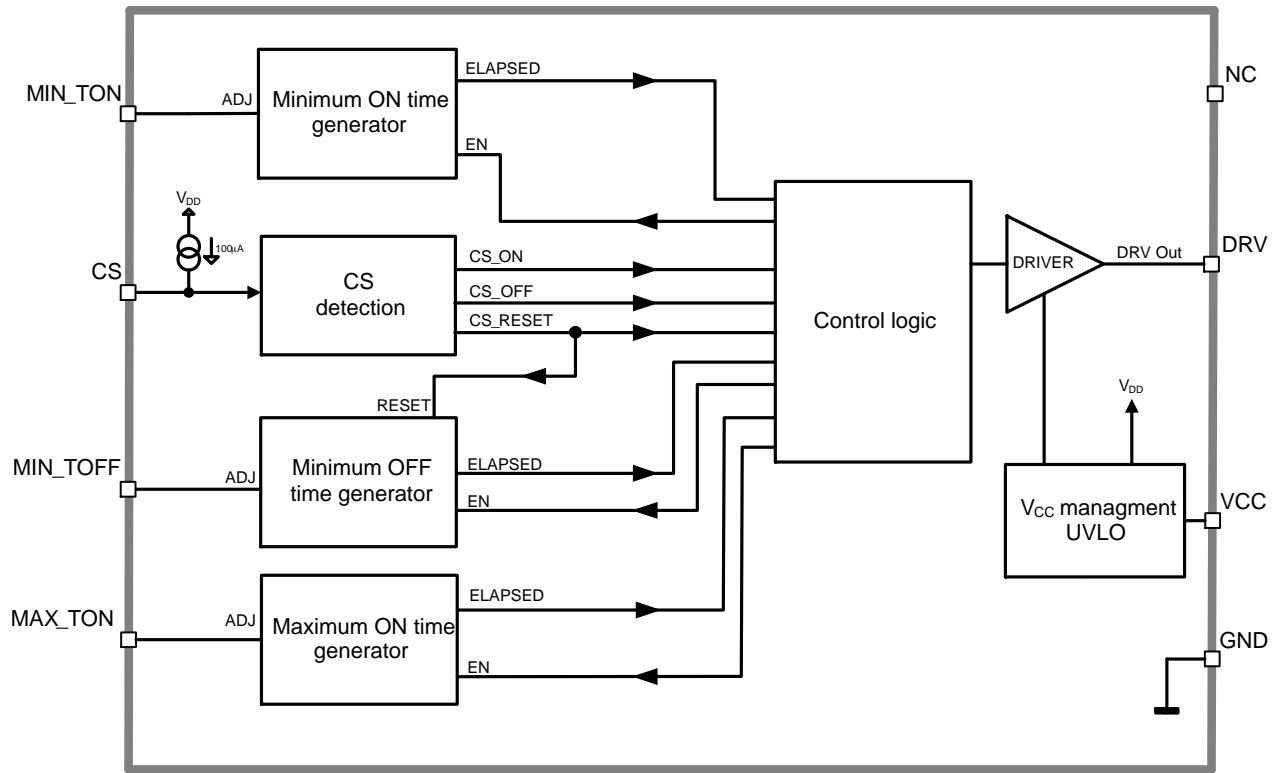 MIN_TON
ADJ
Minimum ON time
generator
ELAPSED
EN
NC
VDD
100µA
CS
CS
detection
CS_ON
CS_OFF
CS_RESET
Control logic
DRIVER
DRV Out
DRV
RESET
MIN_TOFF
ADJ
Minimum OFF
time generator
ELAPSED
EN
VDD
VCC managment
UVLO
VCC
MAX_TON
ADJ
Maximum ON time
generator
ELAPSED
EN
GND